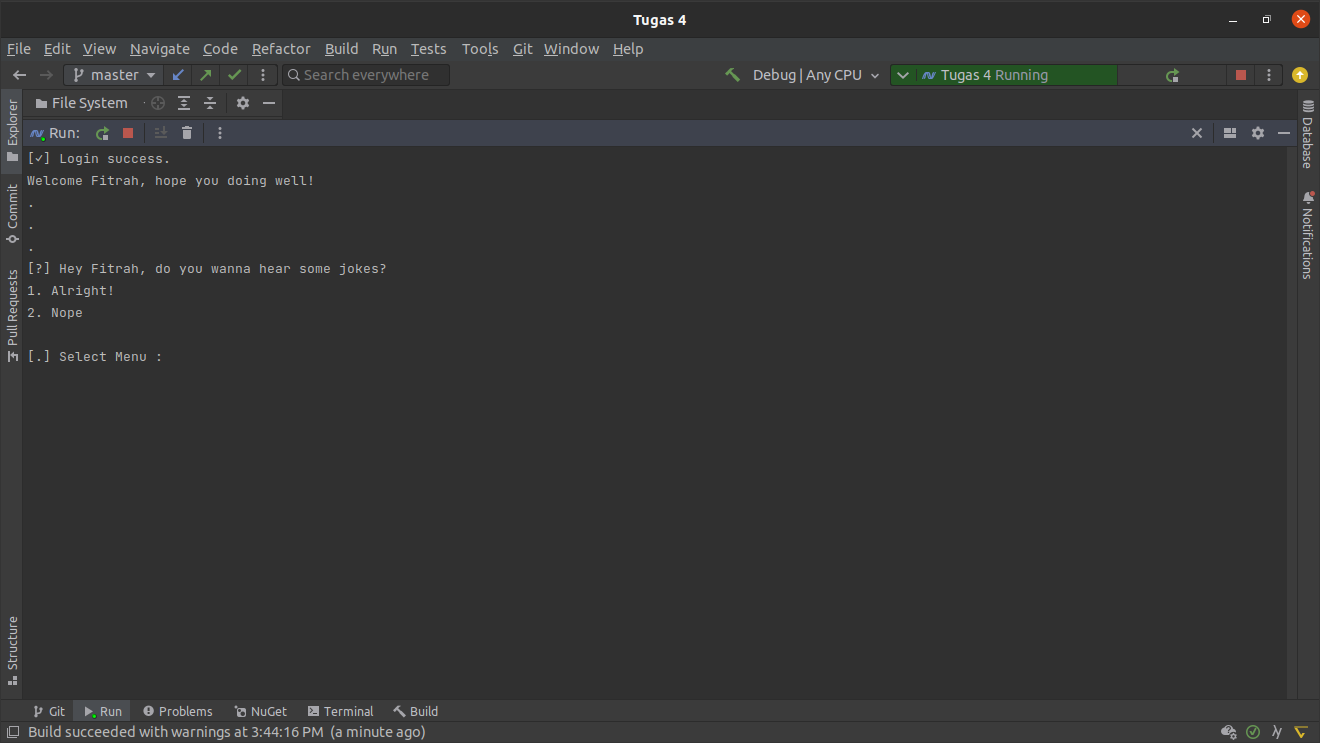 Tugas 4
File Edit View Navigate Code Refactor Build Run Tests Tools Git Window Help
master Search everywhere Debug | Any CPU Tugas 4 Running
File System
Run:
[✓] Login success.
Welcome Fitrah, hope you doing well!
.
.
.
[?] Hey Fitrah, do you wanna hear some jokes?
1. Alright!
2. Nope
[.] Select Menu :
Explorer
Commit
Pull Requests
Structure
Database
Notifications
Git Run Problems NuGet Terminal Build
Build succeeded with warnings at 3:44:16 PM (a minute ago)